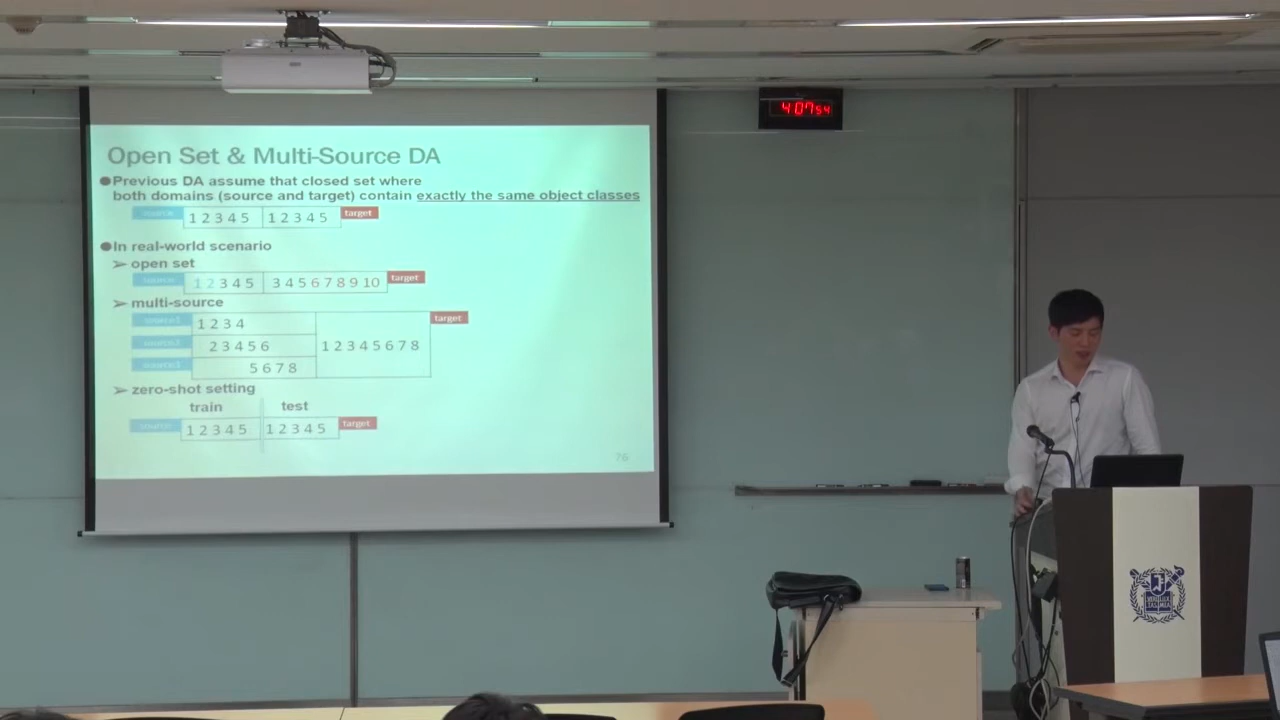 4:07 54
Open Set & Multi-Source DA
●Previous DA assume that closed set where
both domains (source and target) contain exactly the same object classes
source 1 2 3 4 5 1 2 3 4 5 target
●In real-world scenario
➢ open set
source 1 2 3 4 5 3 4 5 6 7 8 9 10 target
➢ multi-source
source1 1 2 3 4 target
source2 2 3 4 5 6 1 2 3 4 5 6 7 8
source3 5 6 7 8
➢ zero-shot setting
train test
source 1 2 3 4 5 1 2 3 4 5 target
76